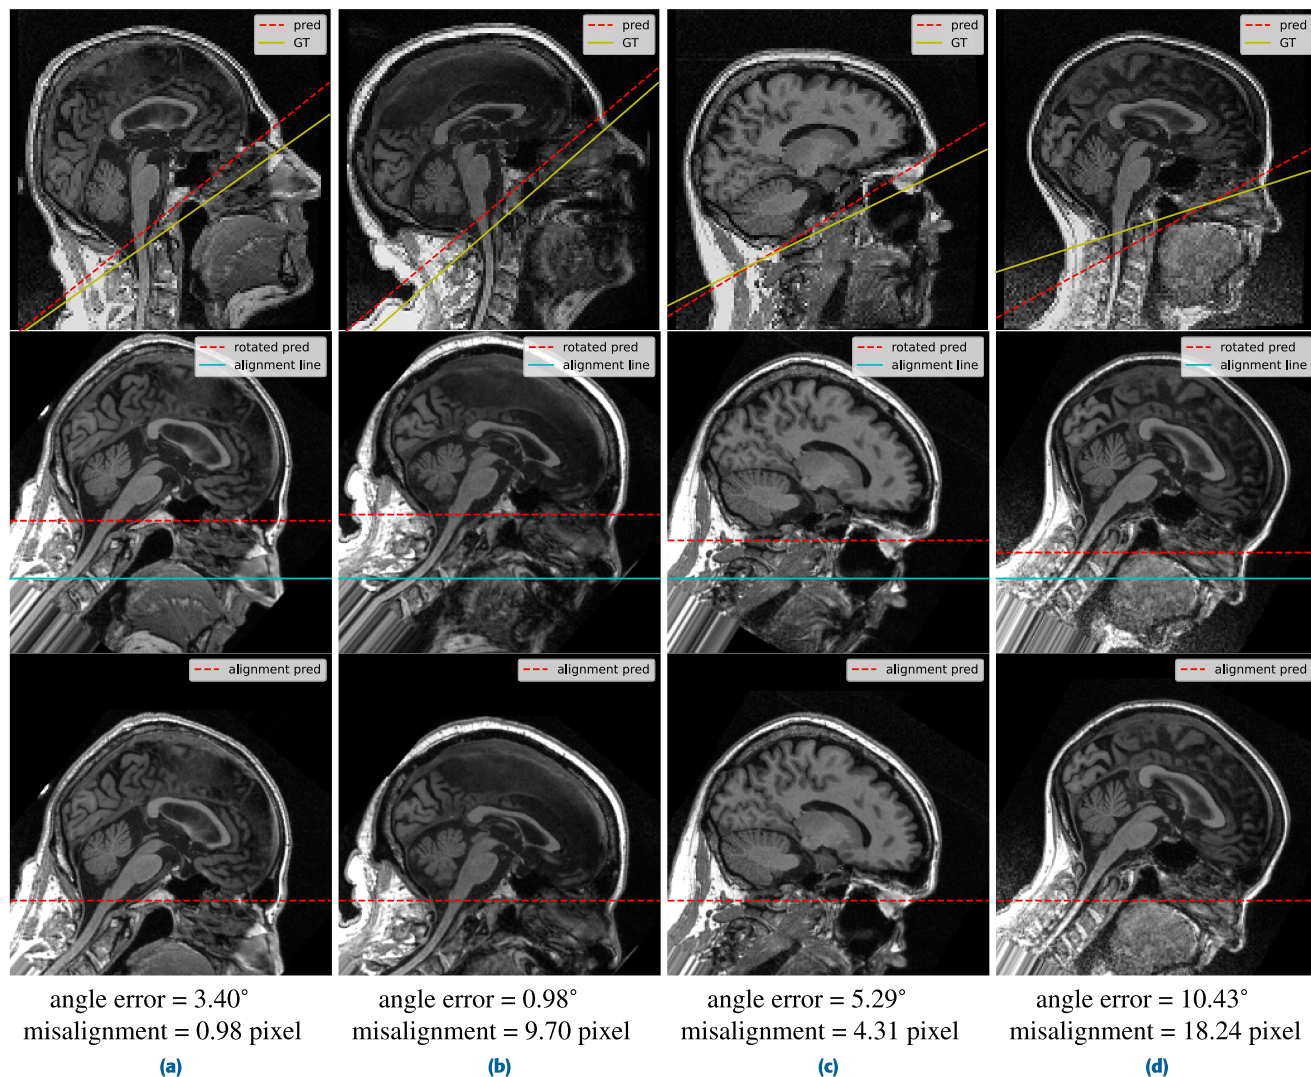 pred
GT
pred
GT
pred
GT
pred
GT
rotated pred
alignment line
rotated pred
alignment line
rotated pred
alignment line
rotated pred
alignment line
alignment pred
alignment pred
alignment pred
alignment pred
angle error = 3.40°
misalignment = 0.98 pixel
(a)
angle error = 0.98°
misalignment = 9.70 pixel
(b)
angle error = 5.29°
misalignment = 4.31 pixel
(c)
angle error = 10.43°
misalignment = 18.24 pixel
(d)